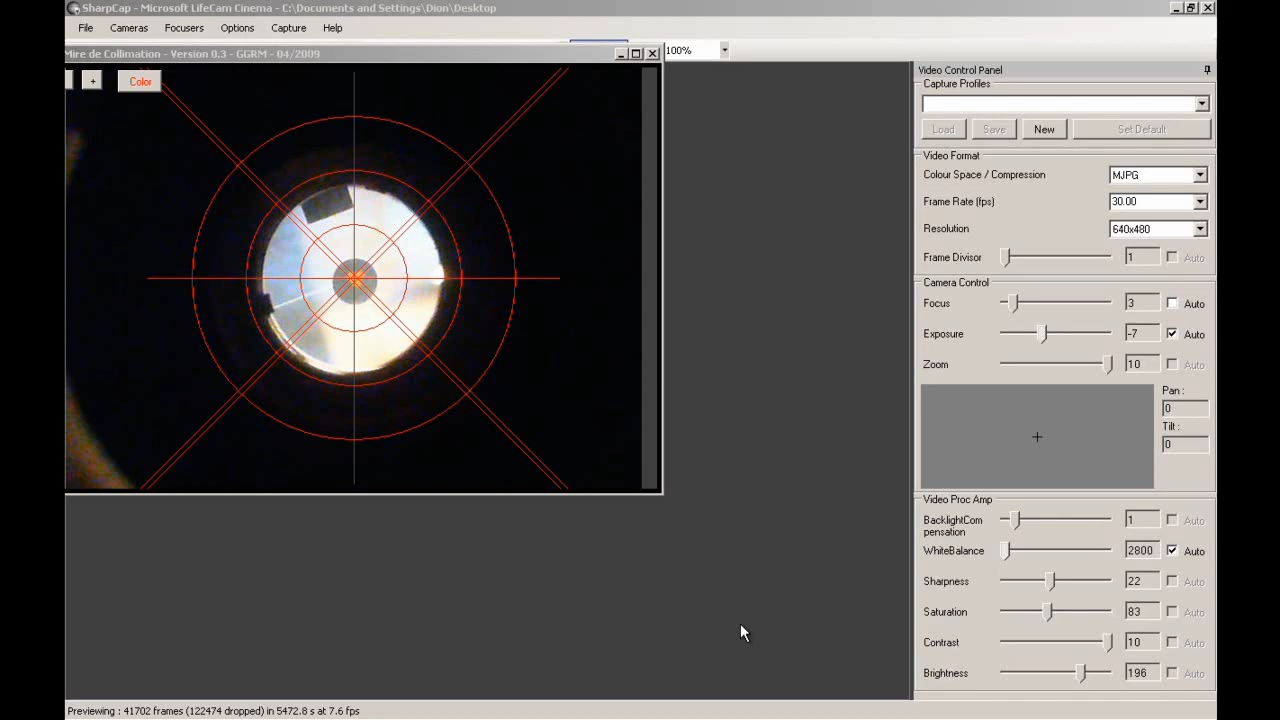 SharpCap - Microsoft LifeCam Cinema - C:\Documents and Settings\Dion\Desktop
File Cameras Focusers Options Capture Help
Mire de Collimation - Version 0.3 - GGRM - 04/2009
100%
+ Color
Video Control Panel
Capture Profiles
Load Save New Set Default
Video Format
Colour Space / Compression MJPG
Frame Rate (fps) 30.00
Resolution 640x480
Frame Divisor 1 Auto
Camera Control
Focus 3 Auto
Exposure -7 Auto
Zoom 10 Auto
Pan :
0
Tilt :
0
Video Proc Amp
BacklightCom
pensation 1 Auto
WhiteBalance 2800 Auto
Sharpness 22 Auto
Saturation 83 Auto
Contrast 10 Auto
Brightness 196 Auto
Previewing : 41702 frames (122474 dropped) in 5472.8 s at 7.6 fps